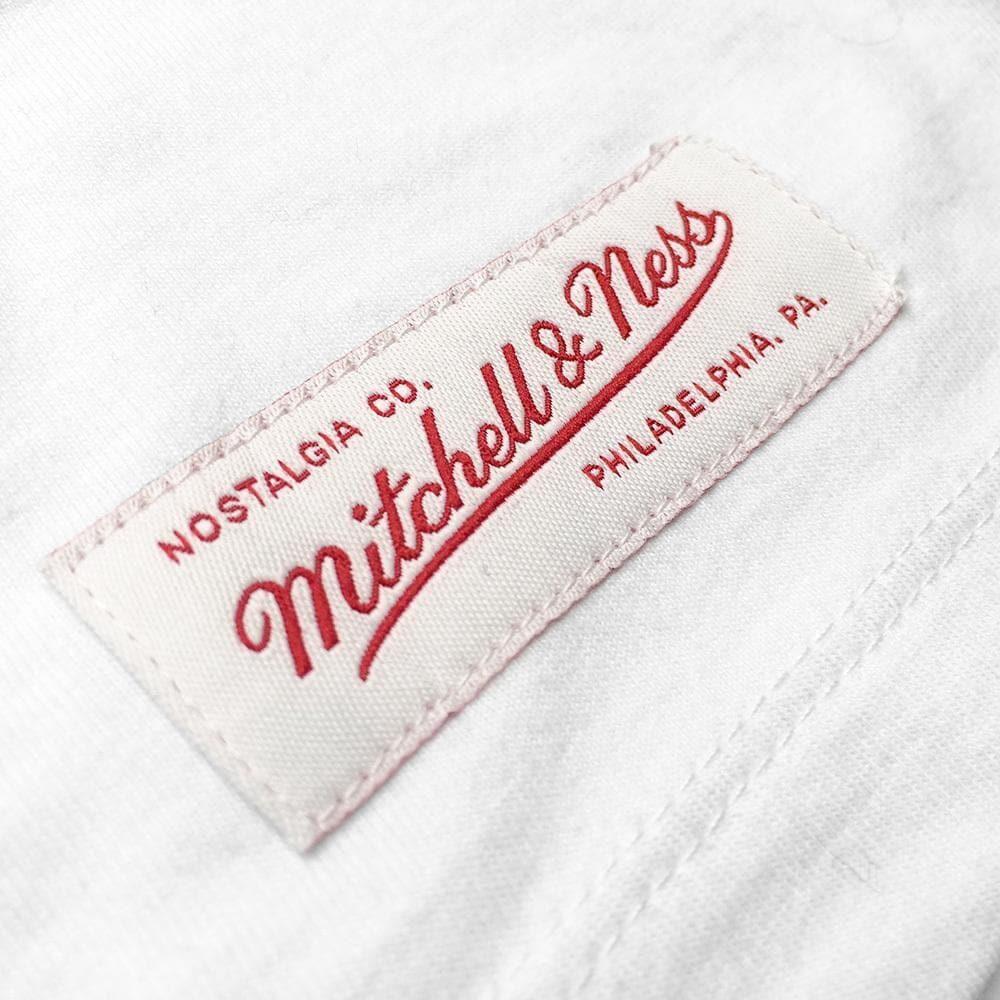 NOSTALGIA CO.
Mitchell & Ness
PHILADELPHIA. PA.